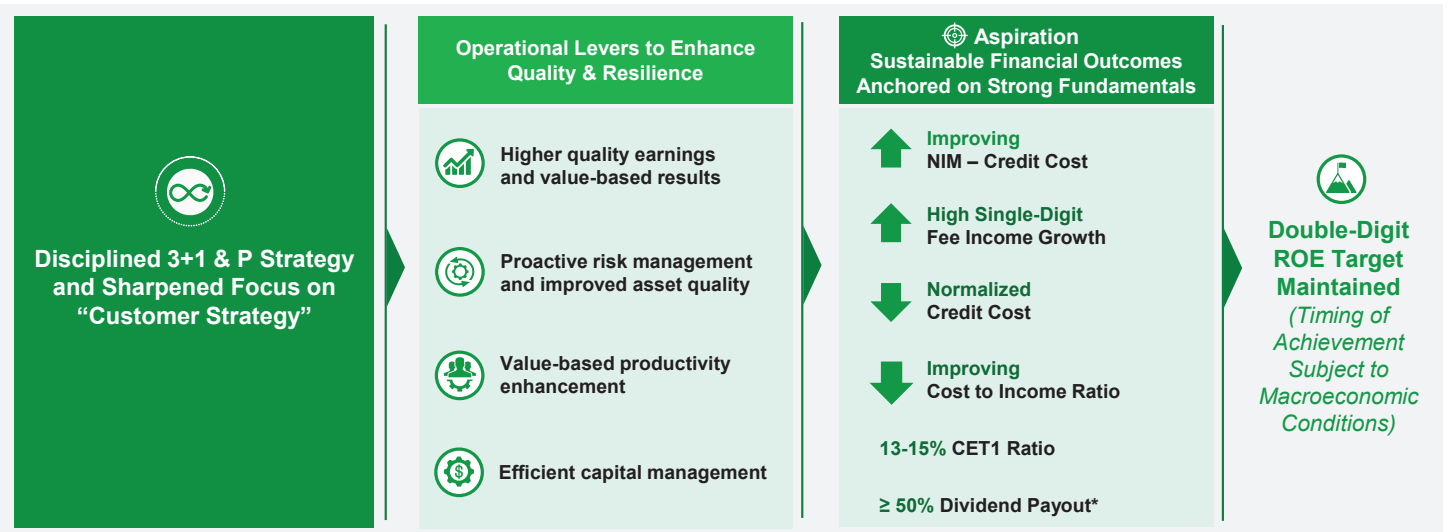 Disciplined 3+1 & P Strategy
and Sharpened Focus on
“Customer Strategy”
Operational Levers to Enhance
Quality & Resilience
Higher quality earnings
and value-based results
Proactive risk management
and improved asset quality
Value-based productivity
enhancement
$
Efficient capital management
Aspiration
Sustainable Financial Outcomes
Anchored on Strong Fundamentals
Improving
NIM – Credit Cost
High Single-Digit
Fee Income Growth
Normalized
Credit Cost
Improving
Cost to Income Ratio
13-15% CET1 Ratio
≥ 50% Dividend Payout*
Double-Digit
ROE Target
Maintained
(Timing of
Achievement
Subject to
Macroeconomic
Conditions)